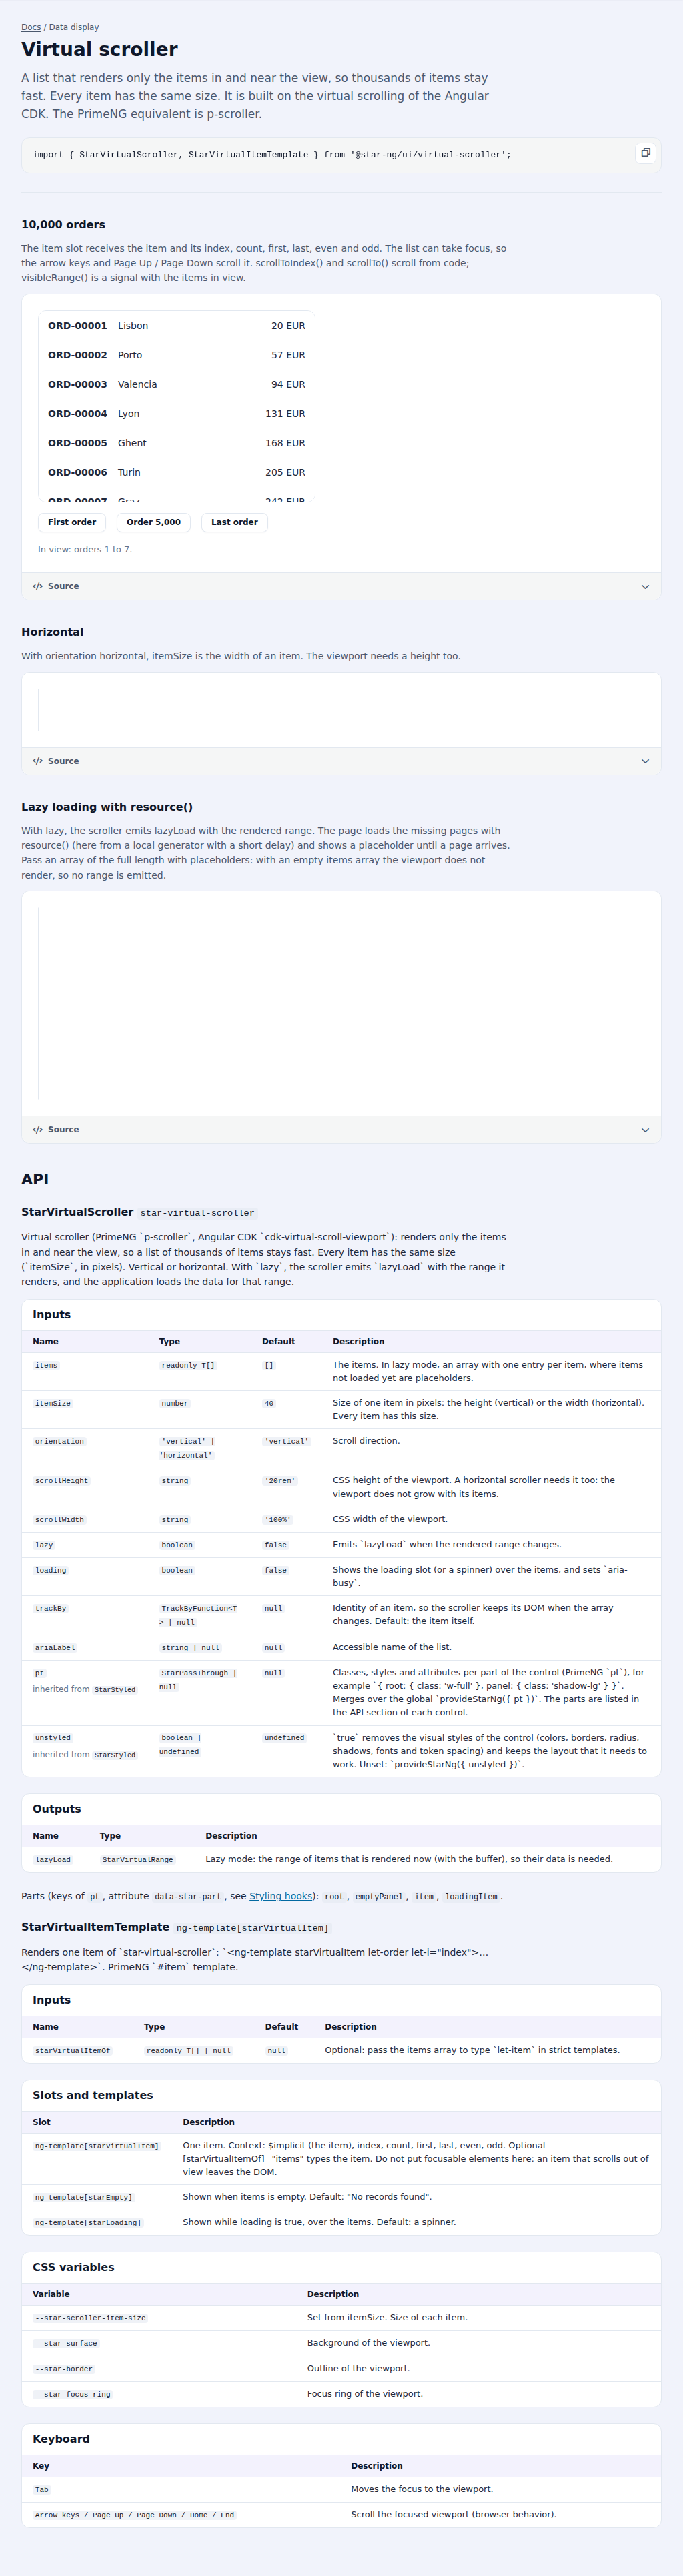 Docs / Data display
Virtual scroller
A list that renders only the items in and near the view, so thousands of items stay
fast. Every item has the same size. It is built on the virtual scrolling of the Angular
CDK. The PrimeNG equivalent is p-scroller.
import { StarVirtualScroller, StarVirtualItemTemplate } from '@star-ng/ui/virtual-scroller';
10,000 orders
The item slot receives the item and its index, count, first, last, even and odd. The list can take focus, so
the arrow keys and Page Up / Page Down scroll it. scrollToIndex() and scrollTo() scroll from code;
visibleRange() is a signal with the items in view.
ORD-00001 Lisbon 20 EUR
ORD-00002 Porto 57 EUR
ORD-00003 Valencia 94 EUR
ORD-00004 Lyon 131 EUR
ORD-00005 Ghent 168 EUR
ORD-00006 Turin 205 EUR
ORD-00007 Graz 242 EUR
First order Order 5,000 Last order
In view: orders 1 to 7.
</> Source
Horizontal
With orientation horizontal, itemSize is the width of an item. The viewport needs a height too.
</> Source
Lazy loading with resource()
With lazy, the scroller emits lazyLoad with the rendered range. The page loads the missing pages with
resource() (here from a local generator with a short delay) and shows a placeholder until a page arrives.
Pass an array of the full length with placeholders: with an empty items array the viewport does not
render, so no range is emitted.
</> Source
API
StarVirtualScroller star-virtual-scroller
Virtual scroller (PrimeNG `p-scroller`, Angular CDK `cdk-virtual-scroll-viewport`): renders only the items
in and near the view, so a list of thousands of items stays fast. Every item has the same size
(`itemSize`, in pixels). Vertical or horizontal. With `lazy`, the scroller emits `lazyLoad` with the range it
renders, and the application loads the data for that range.
Inputs
Name Type Default Description
items readonly T[] [] The items. In lazy mode, an array with one entry per item, where items
not loaded yet are placeholders.
itemSize number 40 Size of one item in pixels: the height (vertical) or the width (horizontal).
Every item has this size.
orientation 'vertical' | 'vertical' Scroll direction.
'horizontal'
scrollHeight string '20rem' CSS height of the viewport. A horizontal scroller needs it too: the
viewport does not grow with its items.
scrollWidth string '100%' CSS width of the viewport.
lazy boolean false Emits `lazyLoad` when the rendered range changes.
loading boolean false Shows the loading slot (or a spinner) over the items, and sets `aria-
busy`.
trackBy TrackByFunction<T null Identity of an item, so the scroller keeps its DOM when the array
> | null changes. Default: the item itself.
ariaLabel string | null null Accessible name of the list.
pt StarPassThrough | null Classes, styles and attributes per part of the control (PrimeNG `pt`), for
inherited from StarStyled null example `{ root: { class: 'w-full' }, panel: { class: 'shadow-lg' } }`.
Merges over the global `provideStarNg({ pt })`. The parts are listed in
the API section of each control.
unstyled boolean | undefined `true` removes the visual styles of the control (colors, borders, radius,
inherited from StarStyled undefined shadows, fonts and token spacing) and keeps the layout that it needs to
work. Unset: `provideStarNg({ unstyled })`.
Outputs
Name Type Description
lazyLoad StarVirtualRange Lazy mode: the range of items that is rendered now (with the buffer), so their data is needed.
Parts (keys of pt, attribute data-star-part, see Styling hooks): root, emptyPanel, item, loadingItem.
StarVirtualItemTemplate ng-template[starVirtualItem]
Renders one item of `star-virtual-scroller`: `<ng-template starVirtualItem let-order let-i="index">…
</ng-template>`. PrimeNG `#item` template.
Inputs
Name Type Default Description
starVirtualItemOf readonly T[] | null null Optional: pass the items array to type `let-item` in strict templates.
Slots and templates
Slot Description
ng-template[starVirtualItem] One item. Context: $implicit (the item), index, count, first, last, even, odd. Optional
[starVirtualItemOf]="items" types the item. Do not put focusable elements here: an item that scrolls out of
view leaves the DOM.
ng-template[starEmpty] Shown when items is empty. Default: "No records found".
ng-template[starLoading] Shown while loading is true, over the items. Default: a spinner.
CSS variables
Variable Description
--star-scroller-item-size Set from itemSize. Size of each item.
--star-surface Background of the viewport.
--star-border Outline of the viewport.
--star-focus-ring Focus ring of the viewport.
Keyboard
Key Description
Tab Moves the focus to the viewport.
Arrow keys / Page Up / Page Down / Home / End Scroll the focused viewport (browser behavior).